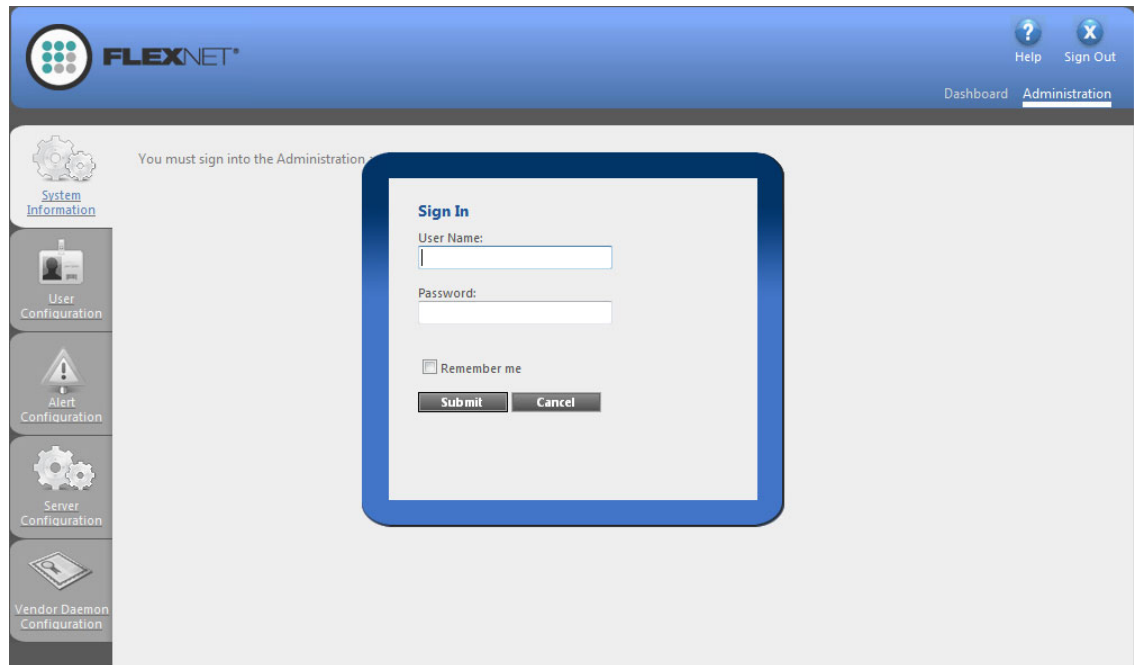 FLEXNET®
? X
Help Sign Out
Dashboard Administration
System
Information
User
Configuration
Alert
Configuration
Server
Configuration
Vendor Daemon
Configuration
You must sign into the Administration
Sign In
User Name:
Password:
Remember me
Submit Cancel